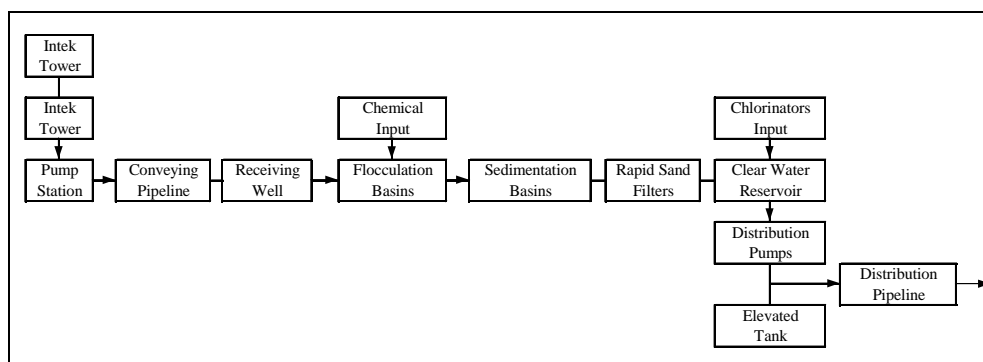 Intek
Tower
Intek
Tower
Chemical
Input
Chlorinators
Input
Pump
Station
Conveying
Pipeline
Receiving
Well
Flocculation
Basins
Sedimentation
Basins
Rapid Sand
Filters
Clear Water
Reservoir
Distribution
Pumps
Distribution
Pipeline
Elevated
Tank